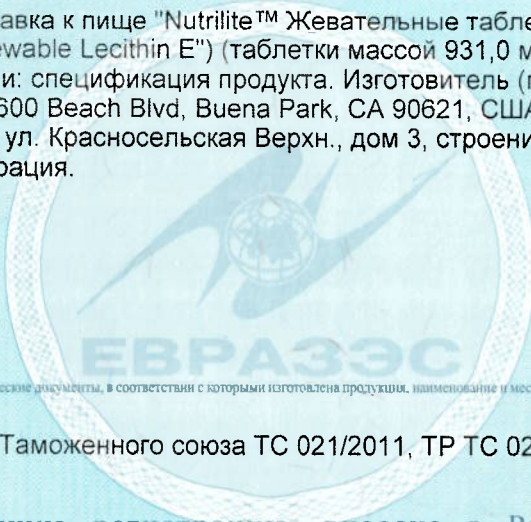 авка к пище "Nutrilite™ Жевательные табле
ewable Lecithin E") (таблетки массой 931,0 м
и: спецификация продукта. Изготовитель (
600 Beach Blvd, Buena Park, CA 90621, США
ул. Красносельская Верхн., дом 3, строени
рация.
ЕВРАЗЭС
еские документы, в соответствии с которыми изготовлена продукция, наименование и мес
Таможенного союза ТС 021/2011, ТР ТС 02